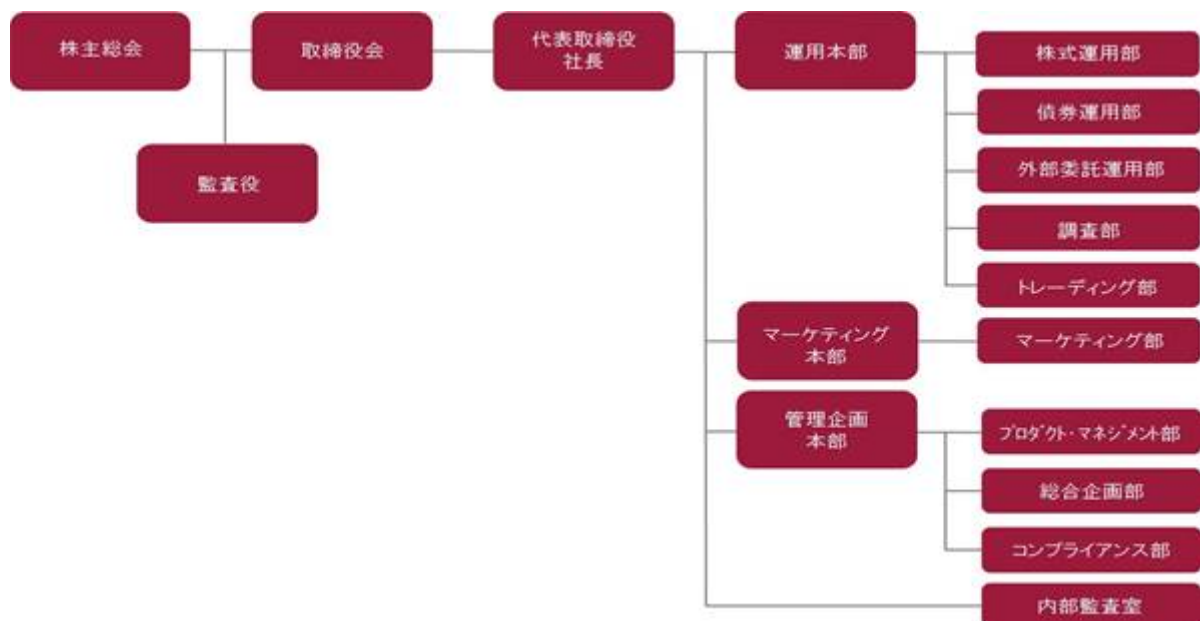 株主総会
取締役会
代表取締役
社長
監査役
運用本部
株式運用部
債券運用部
外部委託運用部
調査部
トレーディング部
マーケティング
本部
マーケティング部
管理企画
本部
プロダクト・マネジメント部
総合企画部
コンプライアンス部
内部監査室